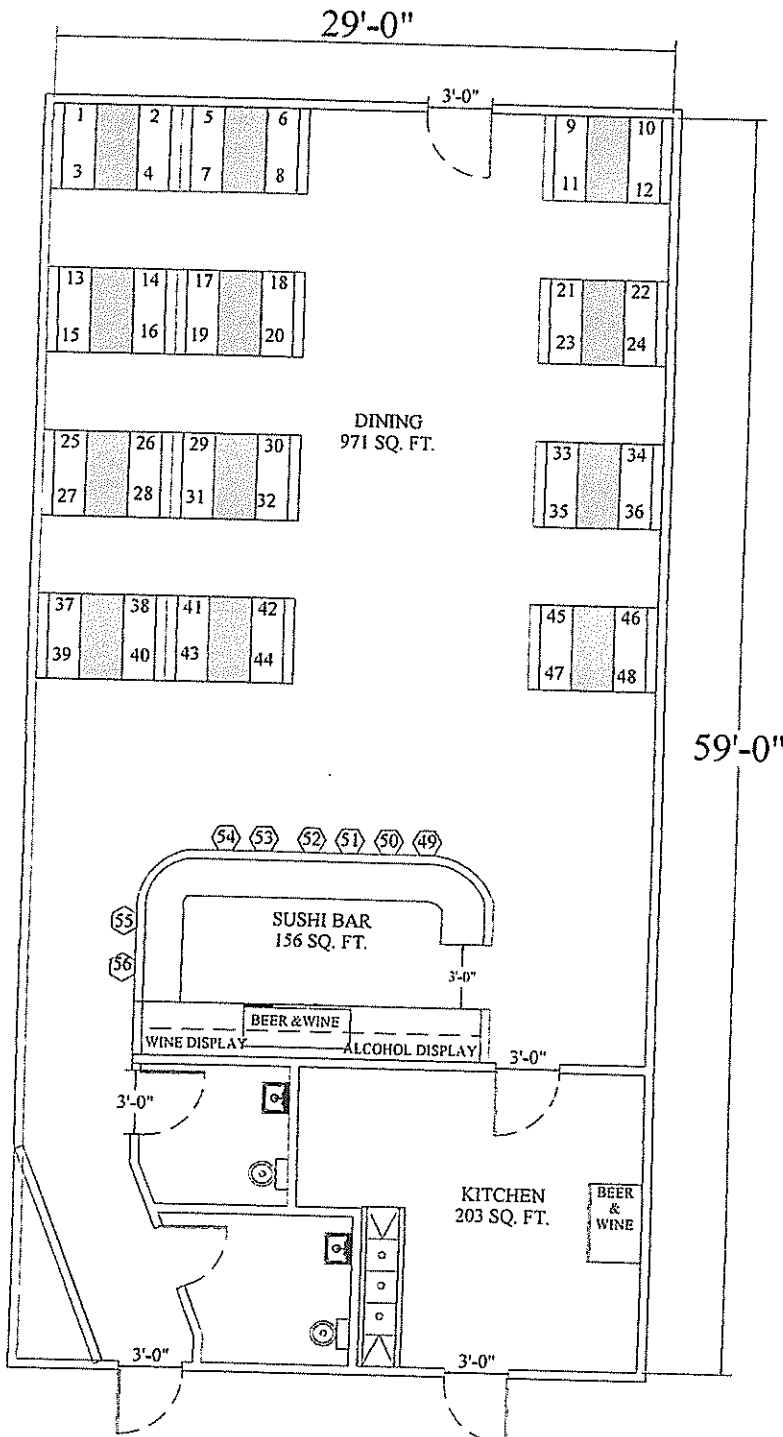 29'-0"
3'-0"
1 2 5 6 9 10
3 4 7 8 11 12
13 14 17 18 21 22
15 16 19 20 23 24
DINING
971 SQ. FT.
25 26 29 30 33 34
27 28 31 32 35 36
37 38 41 42 45 46
39 40 43 44 47 48
59'-0"
54 53 52 51 50 49
55
SUSHI BAR
156 SQ. FT.
56
3'-0"
BEER & WINE
WINE DISPLAY
ALCOHOL DISPLAY
3'-0"
3'-0"
KITCHEN
203 SQ. FT.
BEER
&
WINE
3'-0"
3'-0"